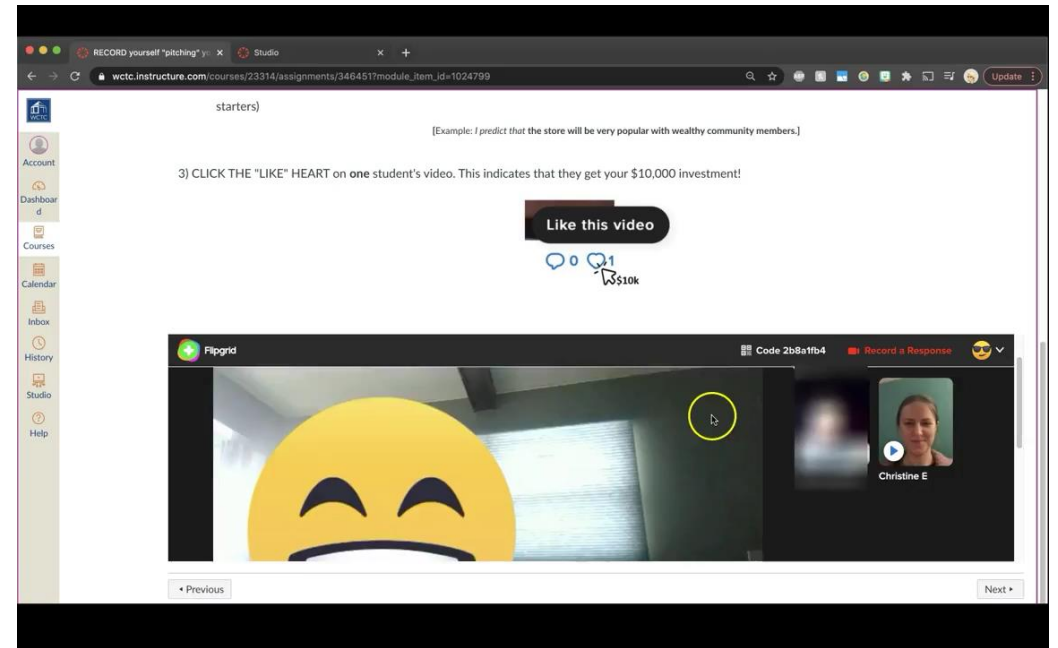 RECORD yourself "pitching" yo
Studio
wctc.instructure.com/courses/23314/assignments/346451?module_item_id=1024799
Update
WCTC
Account
Dashboar
d
Courses
Calendar
Inbox
History
Studio
Help
starters)
[Example: I predict that the store will be very popular with wealthy community members.]
3) CLICK THE "LIKE" HEART on one student's video. This indicates that they get your $10,000 investment!
Like this video
0 1
$10k
Flipgrid
Code 2b8a1fb4
Record a Response
Christine E
Previous
Next